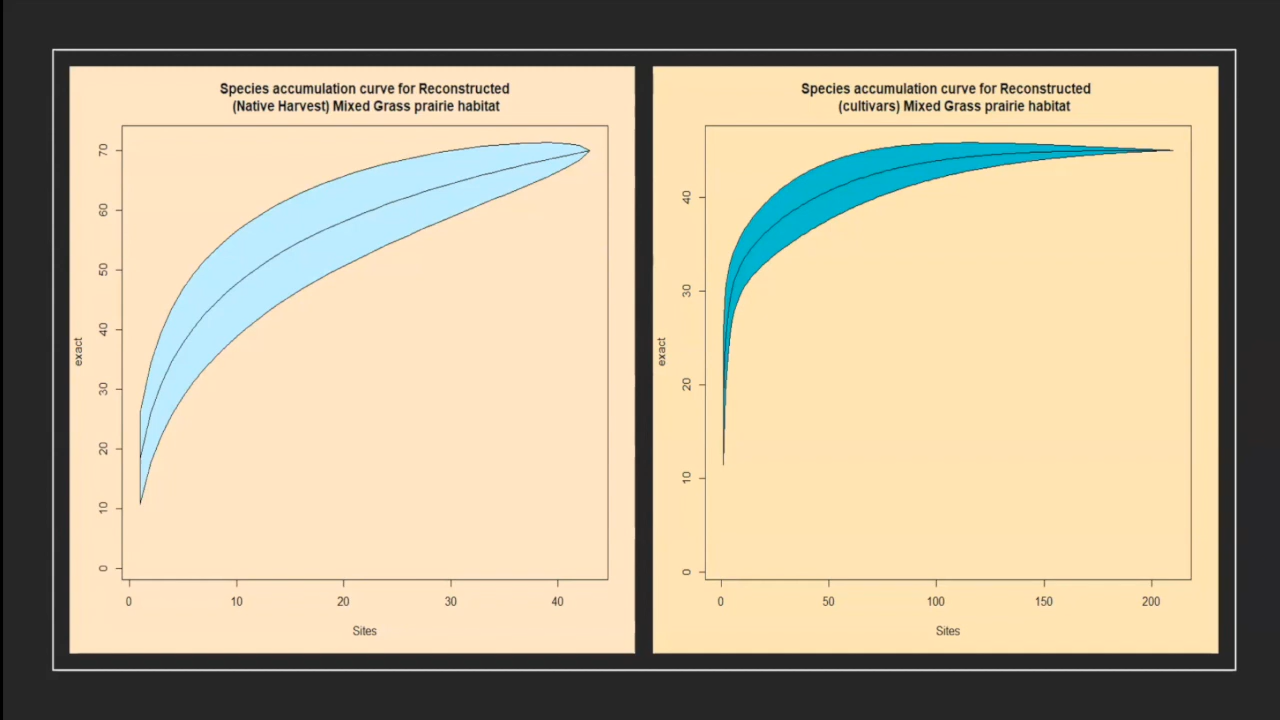 Species accumulation curve for Reconstructed
(Native Harvest) Mixed Grass prairie habitat
70
60
50
40
30
20
10
0
exact
0 10 20 30 40
Sites
Species accumulation curve for Reconstructed
(cultivars) Mixed Grass prairie habitat
40
30
20
10
0
exact
0 50 100 150 200
Sites